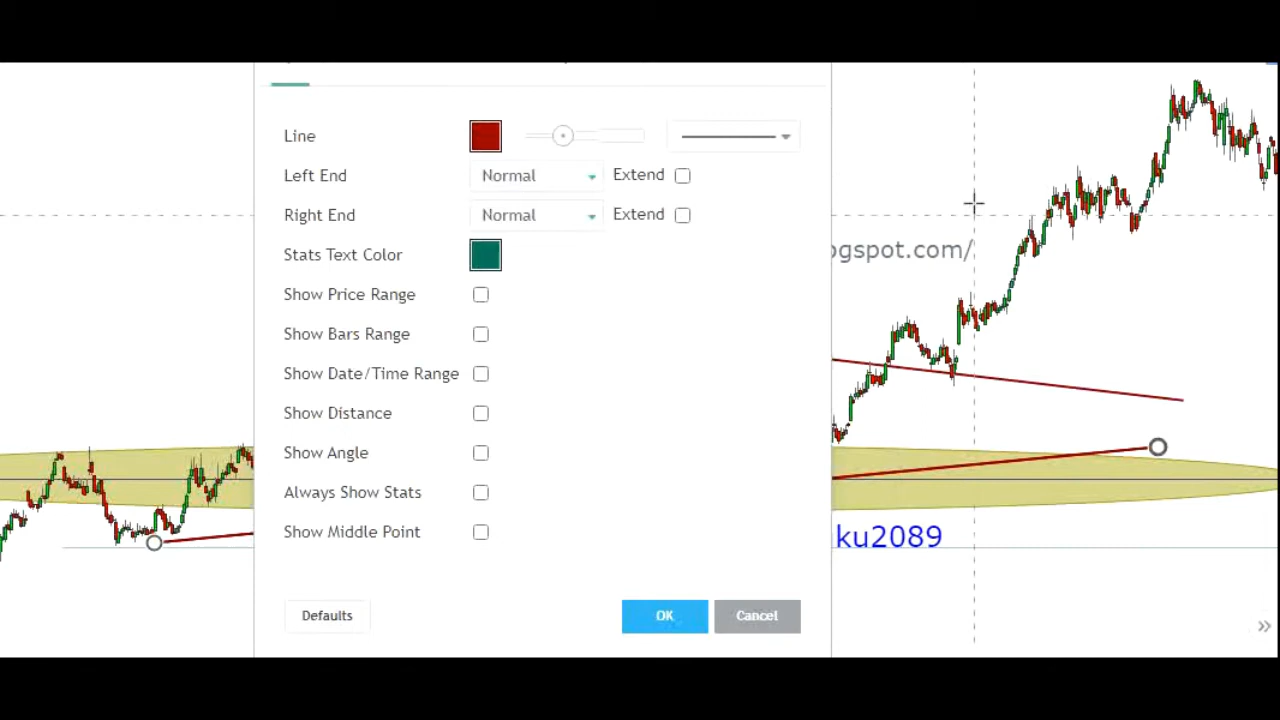 Line
Left End Normal Extend
Right End Normal Extend
Stats Text Color
ogspot.com/
Show Price Range
Show Bars Range
Show Date/Time Range
Show Distance
Show Angle
Always Show Stats
Show Middle Point
ku2089
Defaults OK Cancel